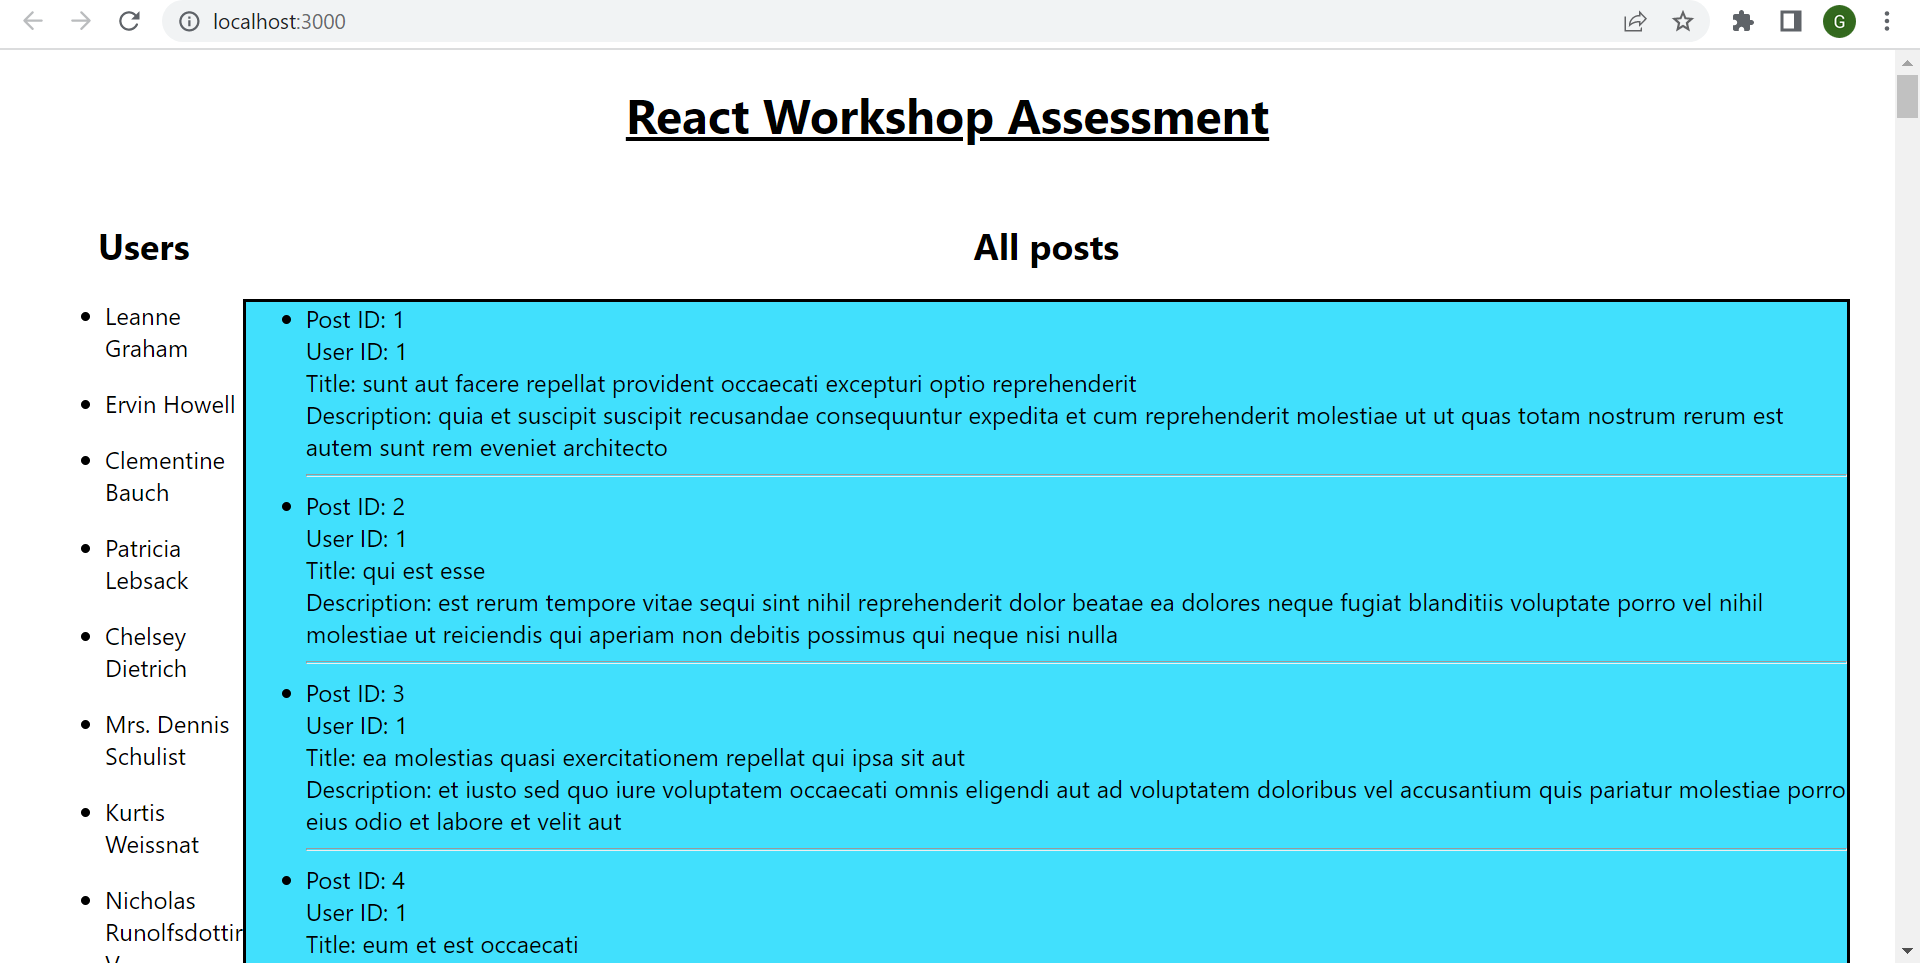 localhost:3000
G
React Workshop Assessment
Users
Leanne
Graham
Ervin Howell
Clementine
Bauch
Patricia
Lebsack
Chelsey
Dietrich
Mrs. Dennis
Schulist
Kurtis
Weissnat
Nicholas
Runolfsdottir
All posts
Post ID: 1
User ID: 1
Title: sunt aut facere repellat provident occaecati excepturi optio reprehenderit
Description: quia et suscipit suscipit recusandae consequuntur expedita et cum reprehenderit molestiae ut ut quas totam nostrum rerum est
autem sunt rem eveniet architecto
Post ID: 2
User ID: 1
Title: qui est esse
Description: est rerum tempore vitae sequi sint nihil reprehenderit dolor beatae ea dolores neque fugiat blanditiis voluptate porro vel nihil
molestiae ut reiciendis qui aperiam non debitis possimus qui neque nisi nulla
Post ID: 3
User ID: 1
Title: ea molestias quasi exercitationem repellat qui ipsa sit aut
Description: et iusto sed quo iure voluptatem occaecati omnis eligendi aut ad voluptatem doloribus vel accusantium quis pariatur molestiae porro
eius odio et labore et velit aut
Post ID: 4
User ID: 1
Title: eum et est occaecati